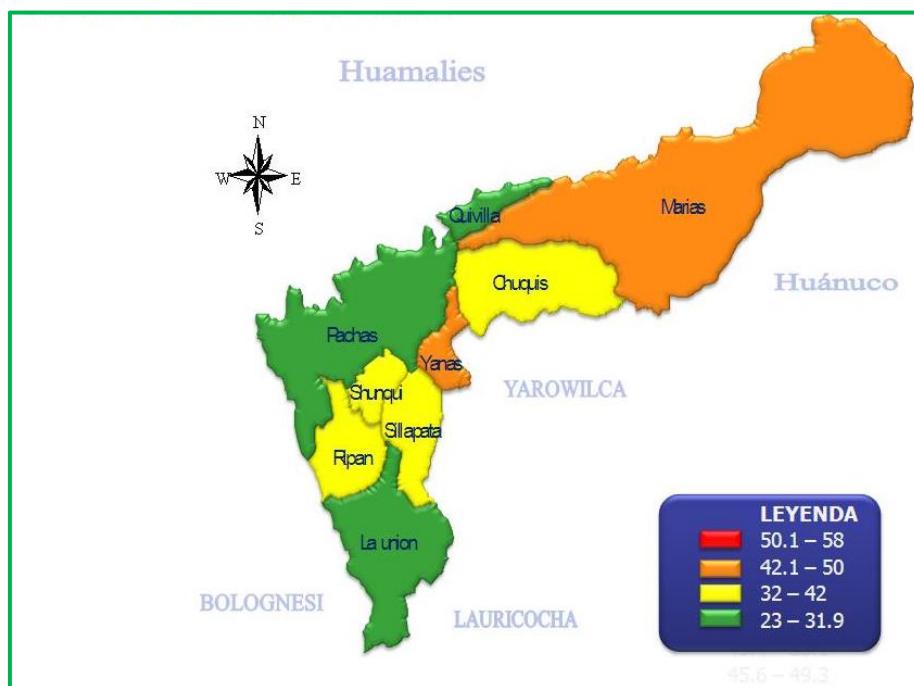 Huamalies
N
W E
S
Quivilla
Marias
Chuquis
Huánuco
Pachas
Yanas
Shunqui
YAROWILCA
Sillapata
Ripan
La union
BOLOGNESI
LAURICOCHA
LEYENDA
50.1 – 58
42.1 – 50
32 – 42
23 – 31.9
45.6 – 49.3